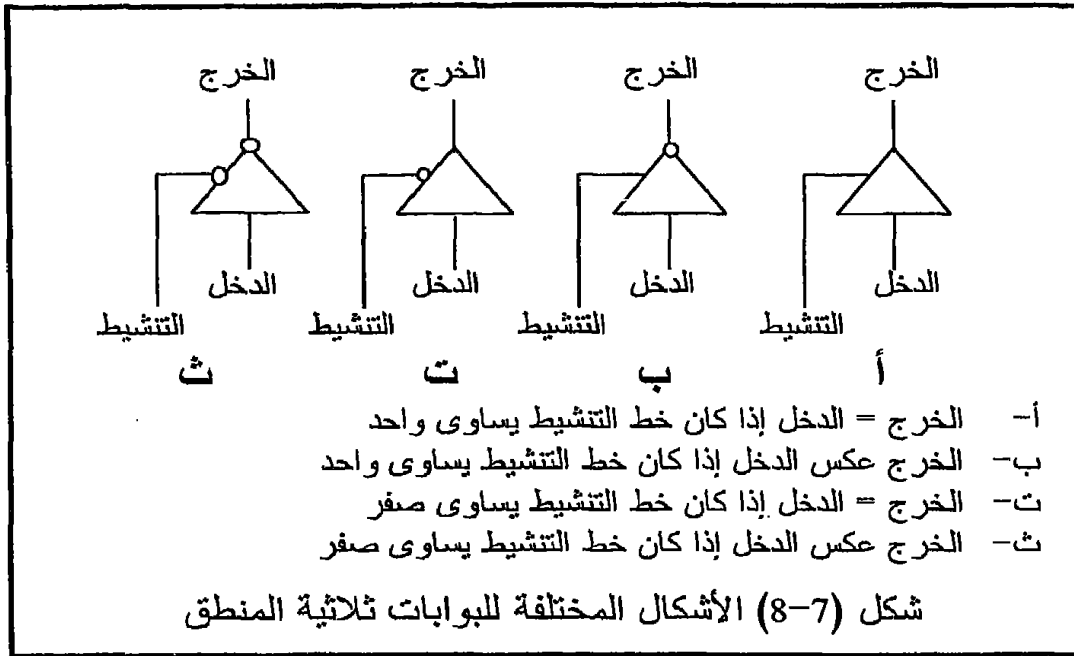 الخرج الخرج الخرج الخرج
الدخل الدخل الدخل الدخل
التنشيط التنشيط التنشيط التنشيط
أ ب ت ث
أ- الخرج = الدخل إذا كان خط التنشيط يساوى واحد
ب- الخرج عكس الدخل إذا كان خط التنشيط يساوى واحد
ت- الخرج = الدخل إذا كان خط التنشيط يساوى صفر
ث- الخرج عكس الدخل إذا كان خط التنشيط يساوى صفر
شكل (7-8) الأشكال المختلفة للبوابات ثلاثية المنطق